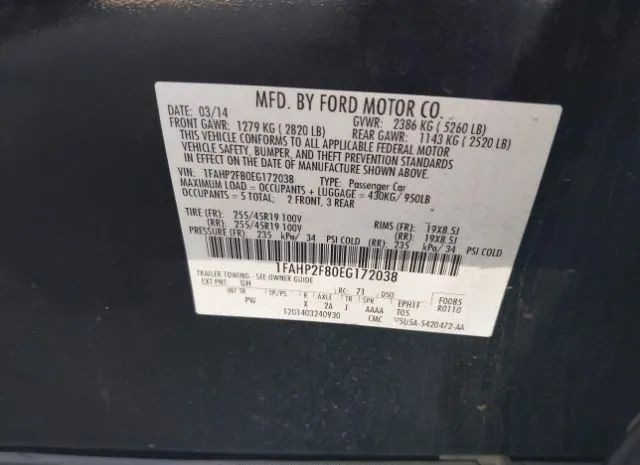 MFD. BY FORD MOTOR CO.
DATE: 03/14
GVWR: 2386 KG ( 5260 LB)
FRONT GAWR: 1279 KG ( 2820 LB)
REAR GAWR: 1143 KG ( 2520 LB)
THIS VEHICLE CONFORMS TO ALL APPLICABLE FEDERAL MOTOR
VEHICLE SAFETY, BUMPER, AND THEFT PREVENTION STANDARDS
IN EFFECT ON THE DATE OF MANUFACTURE SHOWN ABOVE.
VIN: 1FAHP2F80EG172038 TYPE: Passenger Car
MAXIMUM LOAD = OCCUPANTS + LUGGAGE = 430KG/ 950LB
OCCUPANTS = 5 TOTAL: 2 FRONT, 3 REAR
TIRE (FR): 255/45R19 100V RIMS (FR): 19X8.5J
(RR): 255/45R19 100V (RR): 19X8.5J
PRESSURE (FR): 235 kPa/ 34 PSI COLD (RR): 235 kPa/ 34 PSI COLD
1FAHP2F80EG172038
TRAILER TOWING - SEE OWNER GUIDE
EXT PNT: UH RC: 71 DSO:
INT TR TP/PS R AXLE TR SPR EPH1F F0085
PW X 2A J AAAA T05 R0110
1201403240930 CMC